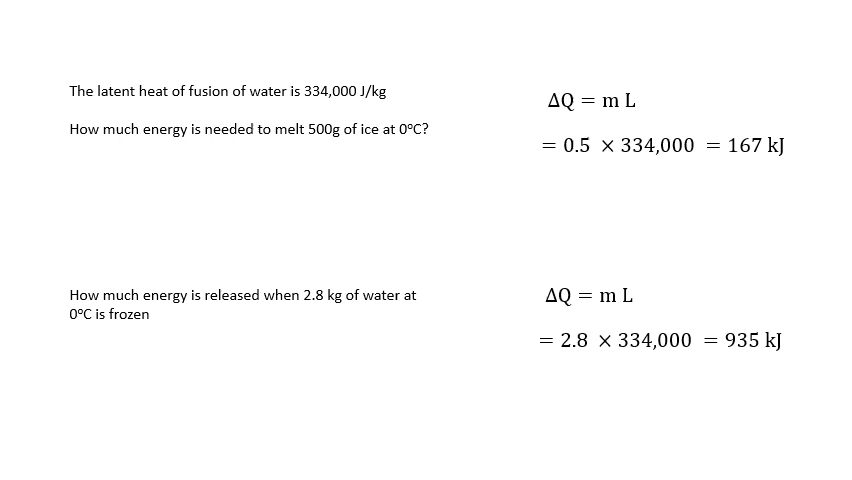 The latent heat of fusion of water is 334,000 J/kg
ΔQ = m L
How much energy is needed to melt 500g of ice at 0°C?
= 0.5 × 334,000 = 167 kJ
How much energy is released when 2.8 kg of water at
0°C is frozen
ΔQ = m L
= 2.8 × 334,000 = 935 kJ